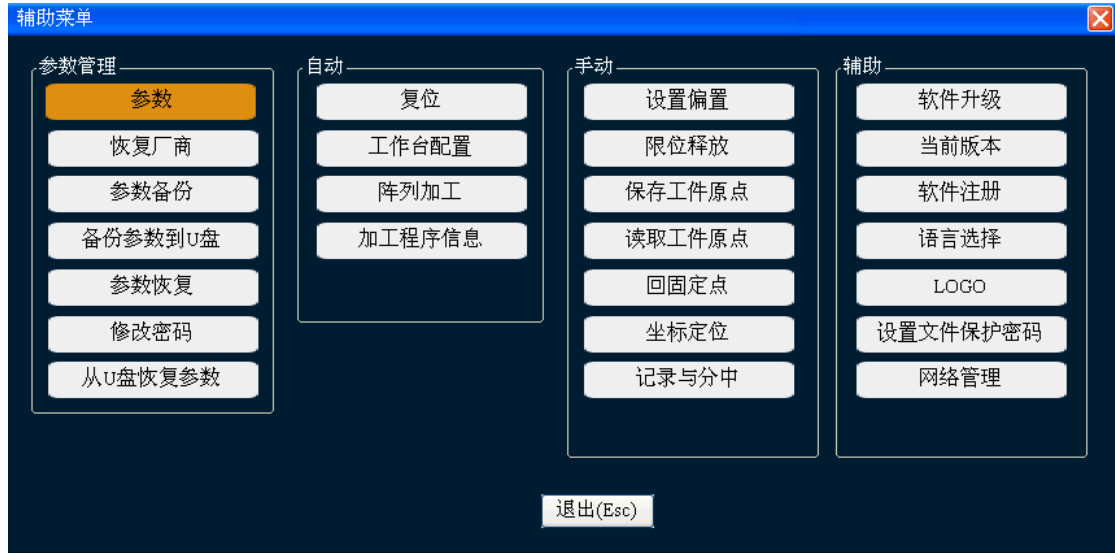 辅助菜单
参数管理
参数
恢复厂商
参数备份
备份参数到U盘
参数恢复
修改密码
从U盘恢复参数
自动
复位
工作台配置
阵列加工
加工程序信息
手动
设置偏置
限位释放
保存工件原点
读取工件原点
回固定点
坐标定位
记录与分中
辅助
软件升级
当前版本
软件注册
语言选择
LOGO
设置文件保护密码
网络管理
退出(Esc)